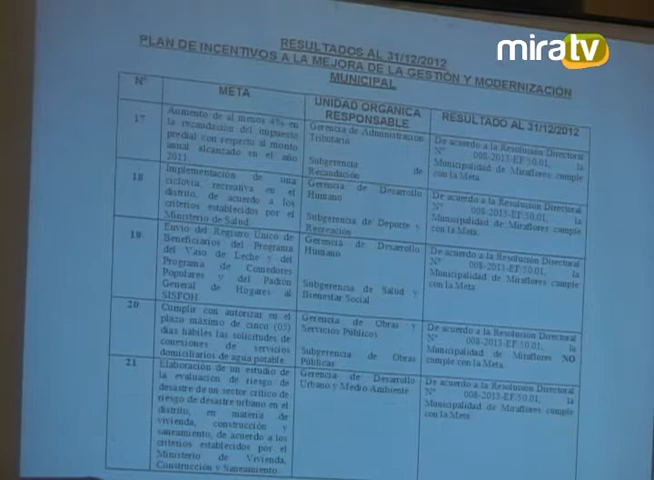 miratv
RESULTADOS AL 31/12/2012
PLAN DE INCENTIVOS A LA MEJORA DE LA GESTIÓN Y MODERNIZACIÓN
MUNICIPAL
N°
META
UNIDAD ORGANICA
RESPONSABLE
RESULTADO AL 31/12/2012
17
Aumento de al menos 4% en
la recaudación del impuesto
predial con respecto al monto
anual alcanzado en el año
2011.
Gerencia de Administración
Tributaria
Subgerencia de
Recaudación
De acuerdo a la Resolución Directoral
N° 008-2013-EF/50.01, la
Municipalidad de Miraflores cumple
con la Meta.
18
Implementación de una
ciclovía, recreativa en el
distrito, de acuerdo a los
criterios establecidos por el
Ministerio de Salud.
Gerencia de Desarrollo
Humano
Subgerencia de Deporte y
Recreación
De acuerdo a la Resolución Directoral
N° 008-2013-EF/50.01, la
Municipalidad de Miraflores cumple
con la Meta.
19
Envío del Registro Único de
Beneficiarios del Programa
del Vaso de Leche y del
Programa de Comedores
Populares y del Padrón
General de Hogares al
SISFOH
Gerencia de Desarrollo
Humano
Subgerencia de Salud y
Bienestar Social
De acuerdo a la Resolución Directoral
N° 008-2013-EF/50.01, la
Municipalidad de Miraflores cumple
con la Meta.
20
Cumplir con autorizar en el
plazo máximo de cinco (05)
días hábiles las solicitudes
de conexiones de servicios
domiciliarios de agua potable.
Gerencia de Obras y
Servicios Públicos
Subgerencia de Obras
Públicas
De acuerdo a la Resolución Directoral
N° 008-2013-EF/50.01, la
Municipalidad de Miraflores NO
cumple con la Meta.
21
Elaboración de un estudio de
la evaluación de riesgo de
desastre de un sector crítico de
riesgo de desastre urbano en el
distrito, en materia de
vivienda, construcción y
saneamiento, de acuerdo a los
criterios establecidos por el
Ministerio de Vivienda,
Construcción y Saneamiento
Gerencia de Desarrollo
Urbano y Medio Ambiente
De acuerdo a la Resolución Directoral
N° 008-2013-EF/50.01, la
Municipalidad de Miraflores cumple
con la Meta.